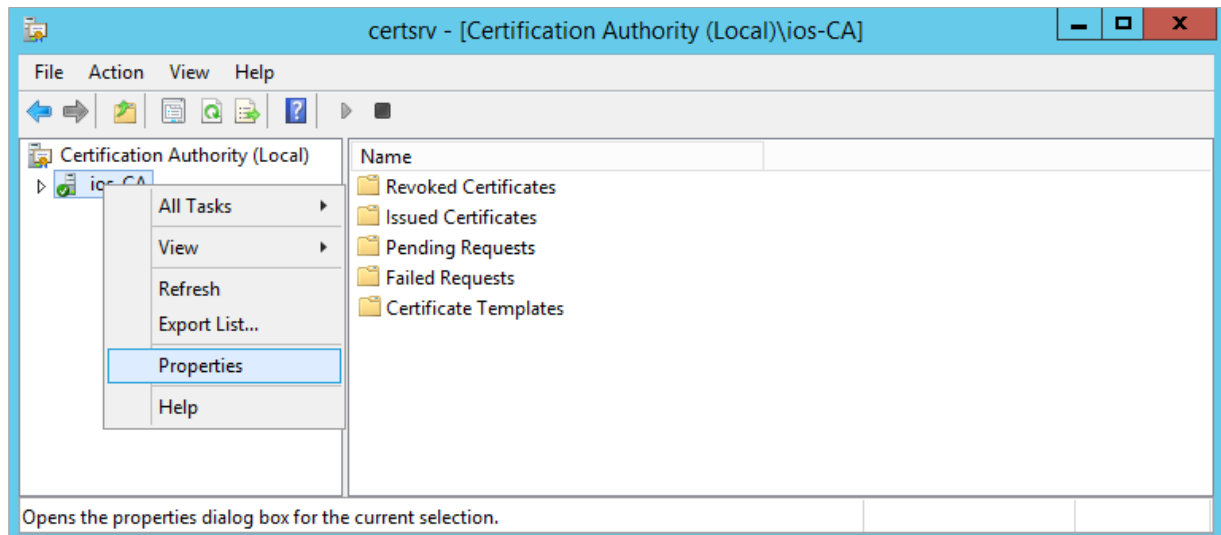 certsrv - [Certification Authority (Local)\ios-CA]
File Action View Help
Certification Authority (Local)
ios-CA
All Tasks
View
Refresh
Export List...
Properties
Help
Name
Revoked Certificates
Issued Certificates
Pending Requests
Failed Requests
Certificate Templates
Opens the properties dialog box for the current selection.